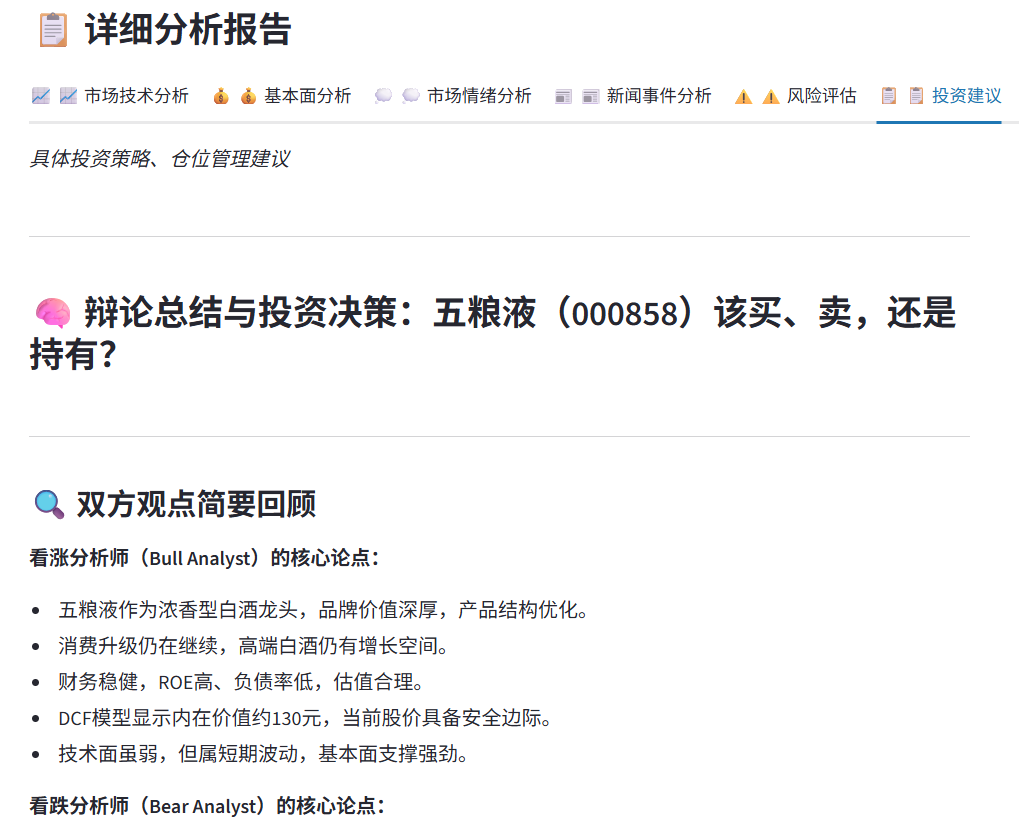 📋 详细分析报告
📈 📈 市场技术分析 💰 💰 基本面分析 💭 💭 市场情绪分析 📰 📰 新闻事件分析 ⚠️ ⚠️ 风险评估 📋 📋 投资建议
具体投资策略、仓位管理建议
🧠 辩论总结与投资决策：五粮液（000858）该买、卖，还是
持有？
🔍 双方观点简要回顾
看涨分析师（Bull Analyst）的核心论点：
• 五粮液作为浓香型白酒龙头，品牌价值深厚，产品结构优化。
• 消费升级仍在继续，高端白酒仍有增长空间。
• 财务稳健，ROE高、负债率低，估值合理。
• DCF模型显示内在价值约130元，当前股价具备安全边际。
• 技术面虽弱，但属短期波动，基本面支撑强劲。
看跌分析师（Bear Analyst）的核心论点：